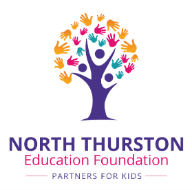 NORTH THURSTON
Education Foundation
PARTNERS FOR KIDS